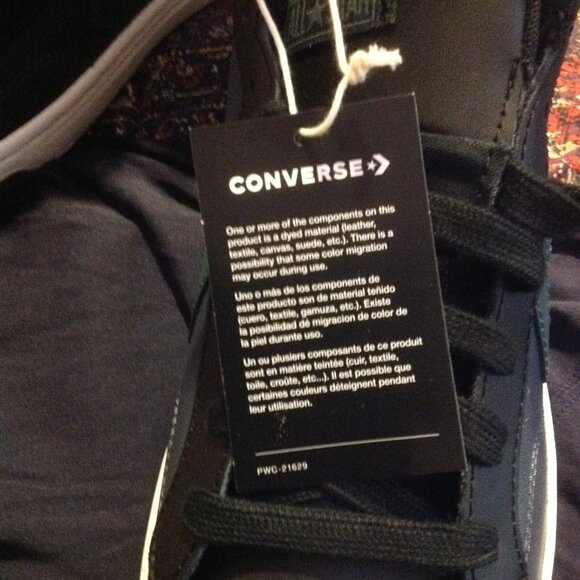 ALL STAR
CONVERSE
One or more of the components on this
product is a dyed material (leather,
textile, canvas, suede, etc.). There is a
possibility that some color migration
may occur during use.
Uno o más de los componentes de
este producto son de material teñido
(cuero, textile, gamuza, etc.). Existe
la posibilidad dé migracion de color de
la piel durante uso.
Un ou plusiers composants de ce produit
sont en matière teintée (cuir, textile,
toile, croûte, etc...). Il est possible que
certaines couleurs déteignent pendant
leur utilisation.
PWC-21629